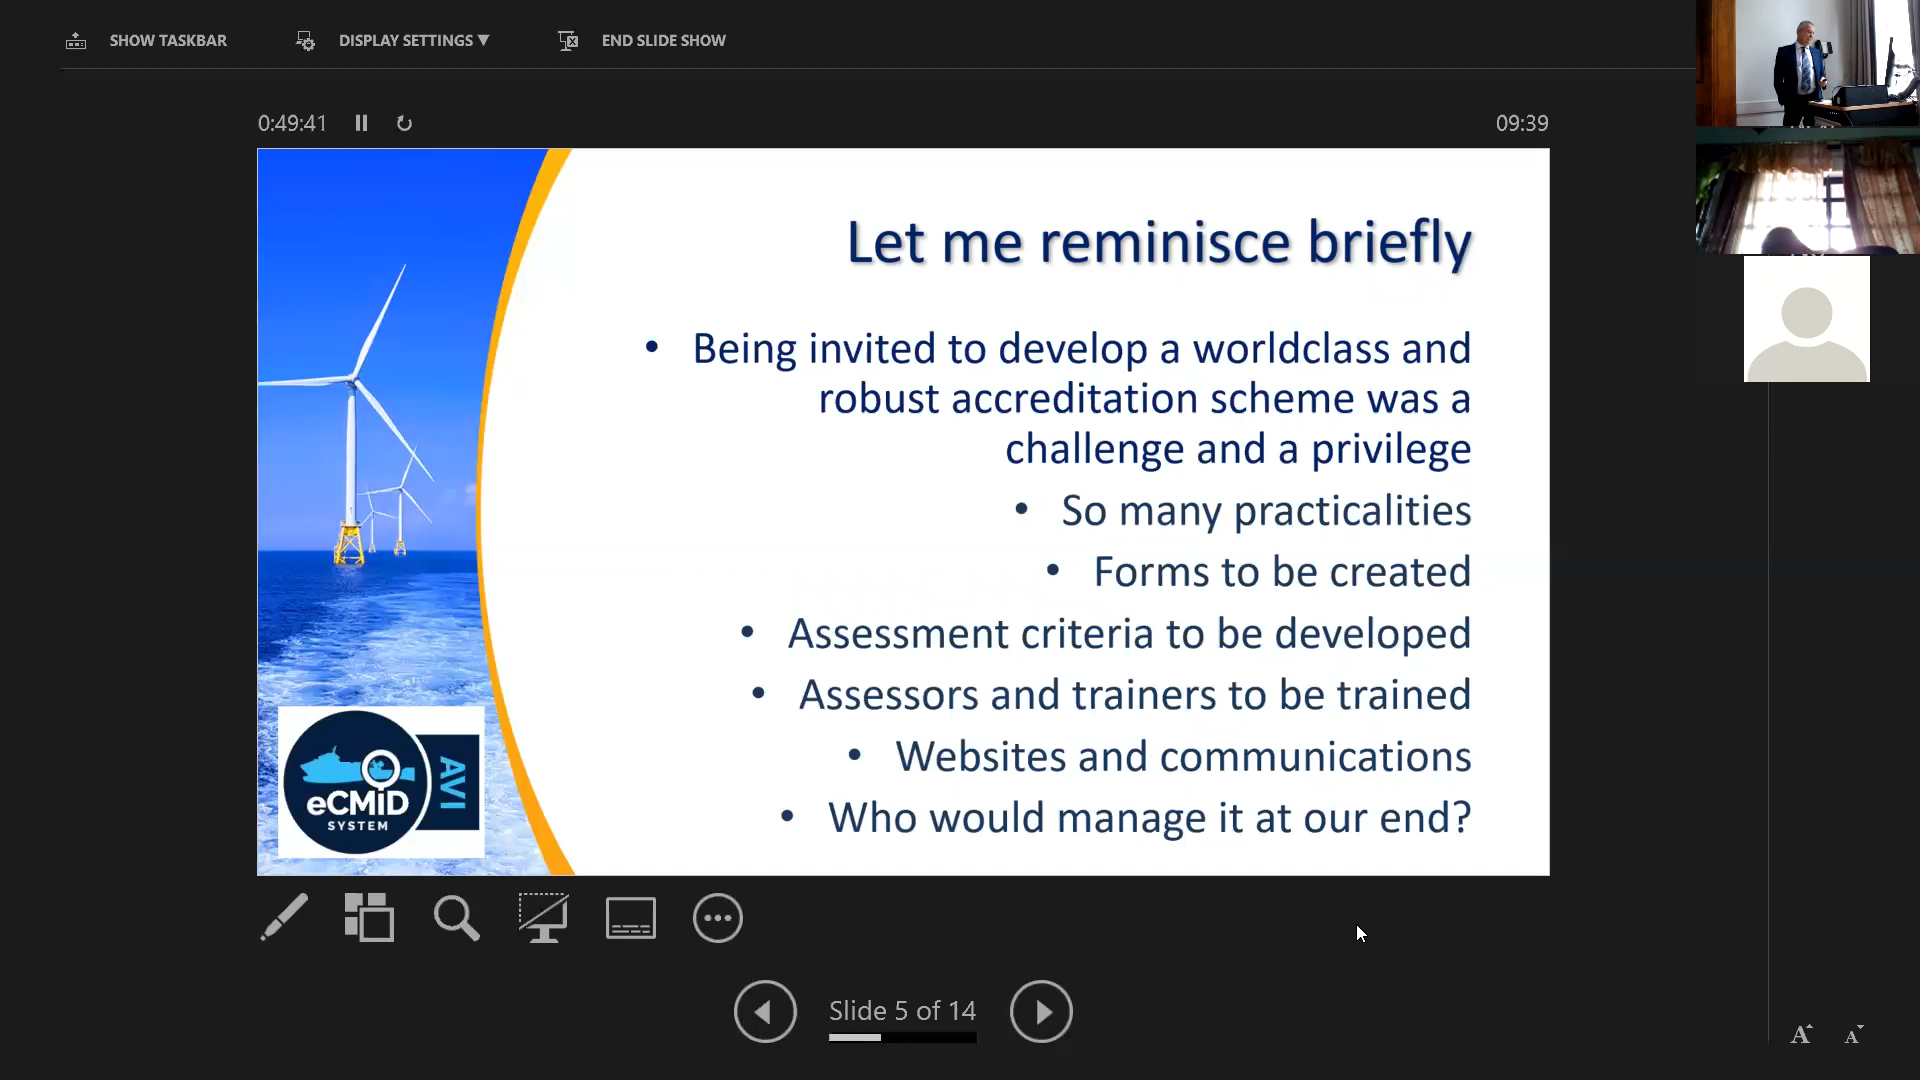 SHOW TASKBAR
DISPLAY SETTINGS
END SLIDE SHOW
0:49:41
09:39
Let me reminisce briefly
• Being invited to develop a worldclass and
robust accreditation scheme was a
challenge and a privilege
• So many practicalities
• Forms to be created
• Assessment criteria to be developed
• Assessors and trainers to be trained
• Websites and communications
• Who would manage it at our end?
eCMID
SYSTEM
AVI
Slide 5 of 14
A A